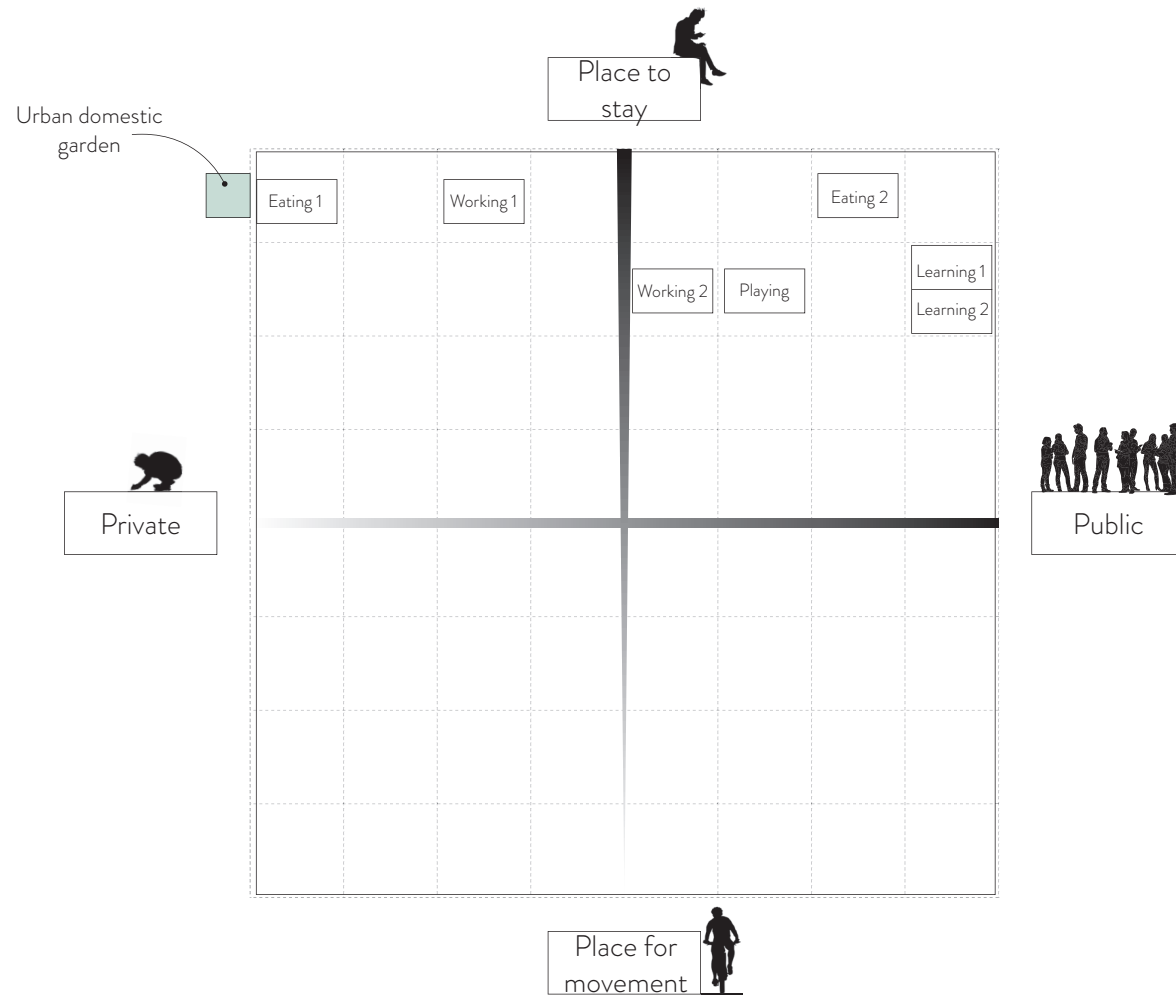 Place to
stay
Urban domestic
garden
Eating 1
Working 1
Eating 2
Working 2
Playing
Learning 1
Learning 2
Private
Public
Place for
movement